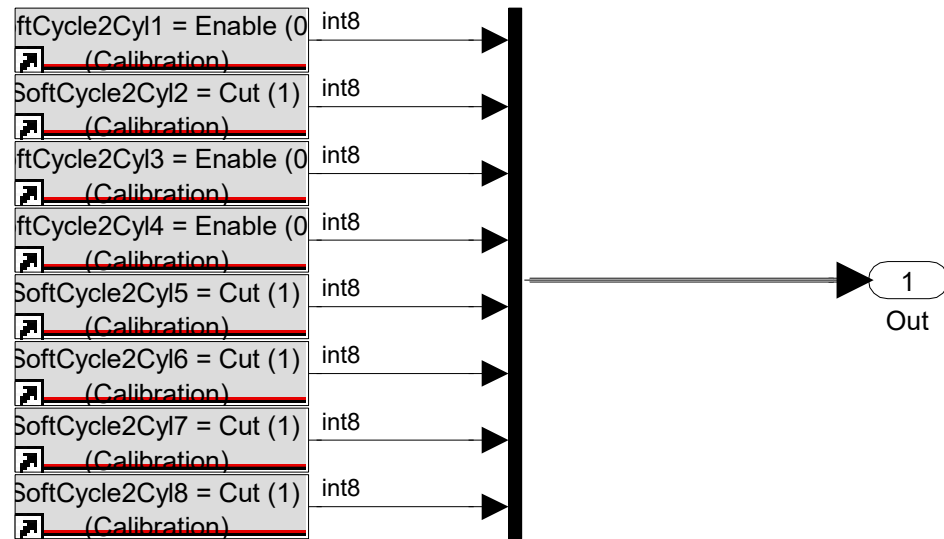 ftCycle2Cyl1 = Enable (0
(Calibration)
int8
SoftCycle2Cyl2 = Cut (1)
(Calibration)
int8
ftCycle2Cyl3 = Enable (0
(Calibration)
int8
ftCycle2Cyl4 = Enable (0
(Calibration)
int8
SoftCycle2Cyl5 = Cut (1)
(Calibration)
int8
SoftCycle2Cyl6 = Cut (1)
(Calibration)
int8
SoftCycle2Cyl7 = Cut (1)
(Calibration)
int8
SoftCycle2Cyl8 = Cut (1)
(Calibration)
int8
1
Out